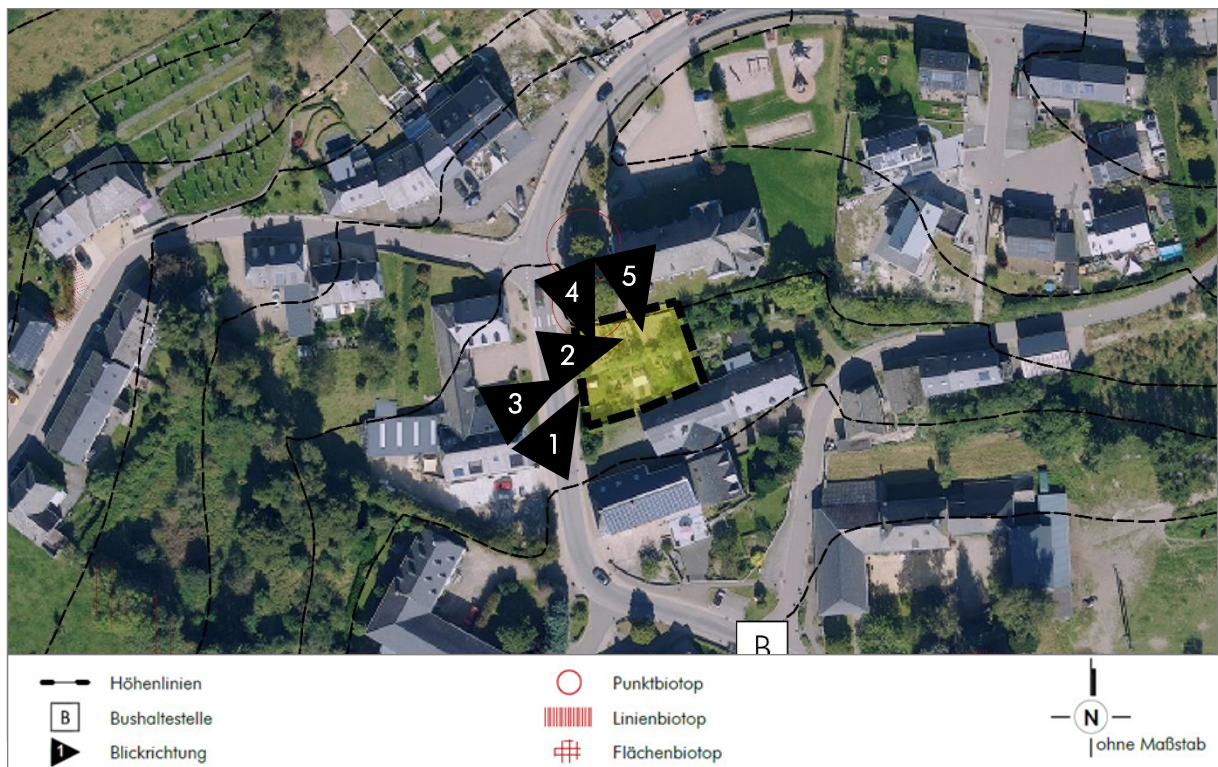 5
4
2
3
1
B
Höhenlinien
B Bushaltestelle
1 Blickrichtung
Punktbiotop
Linienbiotop
Flächenbiotop
N
ohne Maßstab